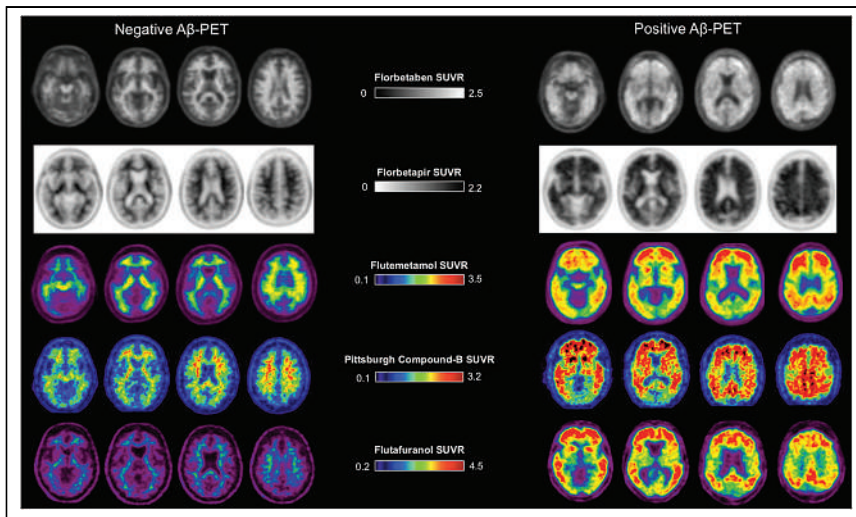 Negative Aβ-PET
Positive Aβ-PET
Florbetaben SUVR
0
2.5
Florbetapir SUVR
0
2.2
Flutemetamol SUVR
0.1
3.5
Pittsburgh Compound-B SUVR
0.1
3.2
Flutafuranol SUVR
0.2
4.5